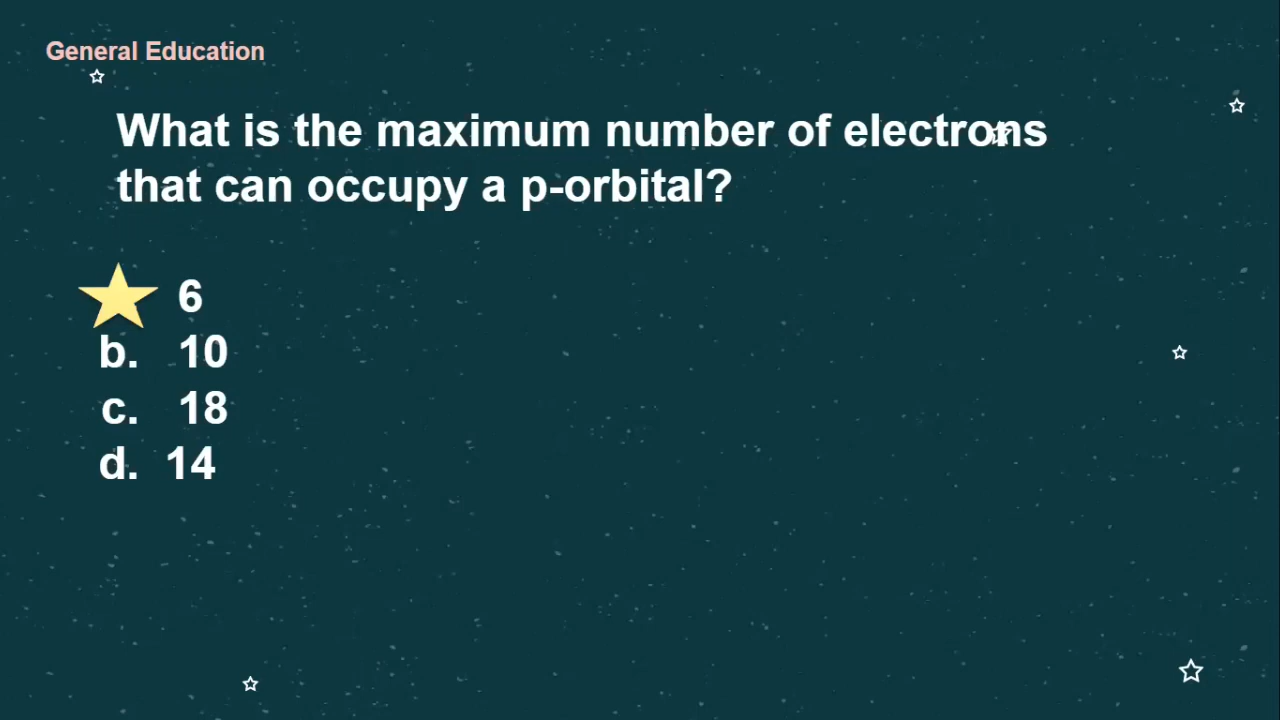 General Education
What is the maximum number of electrons
that can occupy a p-orbital?
6
b. 10
c. 18
d. 14